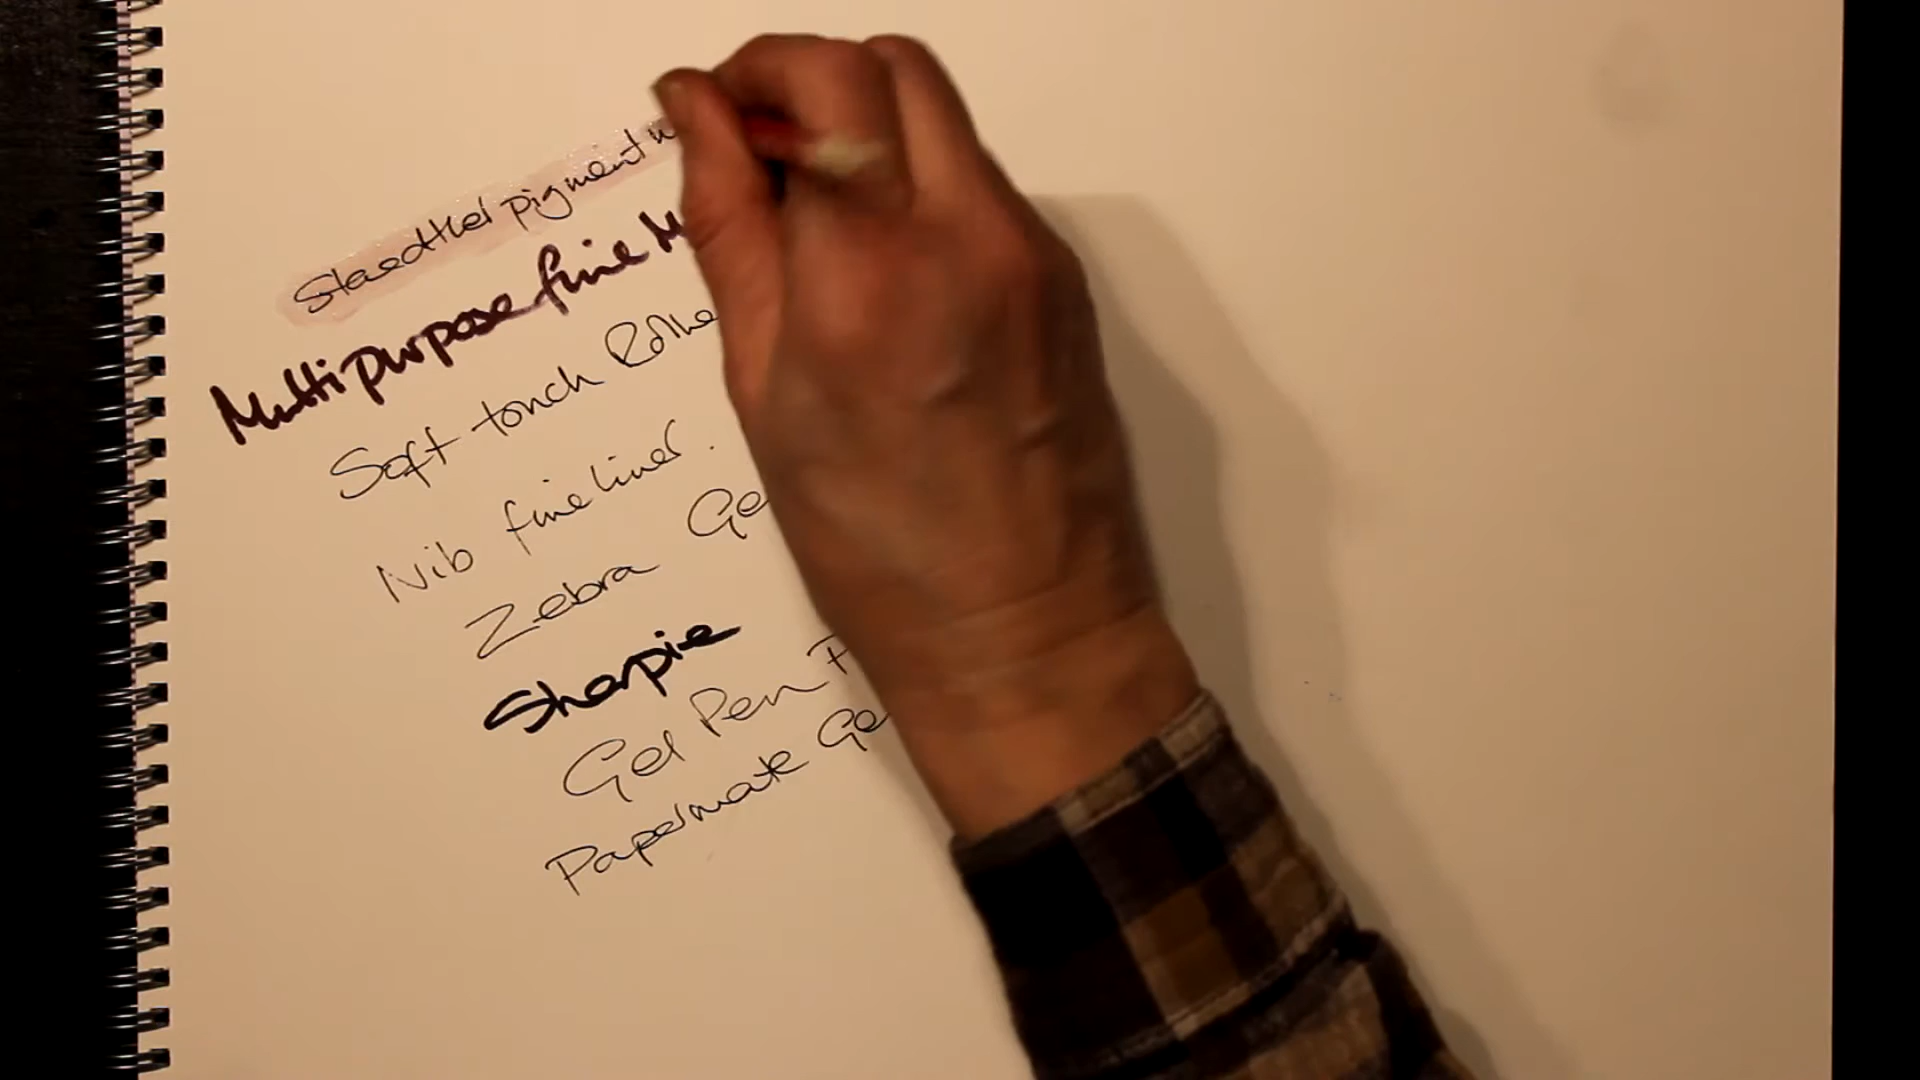 Staedtler pigment
Multipurpose fine M
Soft touch Rolle
Nib fineliner.
Zebra Ge
Sharpie
Gel Pen F
Papermate Ge